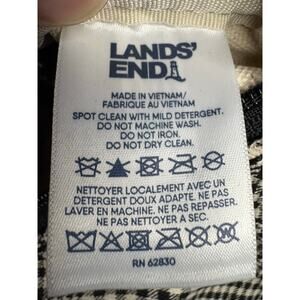 LANDS'
END
MADE IN VIETNAM/
FABRIQUE AU VIETNAM
SPOT CLEAN WITH MILD DETERGENT.
DO NOT MACHINE WASH.
DO NOT IRON.
DO NOT DRY CLEAN.
NETTOYER LOCALEMENT AVEC UN
DETERGENT DOUX ADAPTE. NE PAS
LAVER EN MACHINE. NE PAS REPASSER.
NE PAS NETTOYER A SEC.
RN 62830